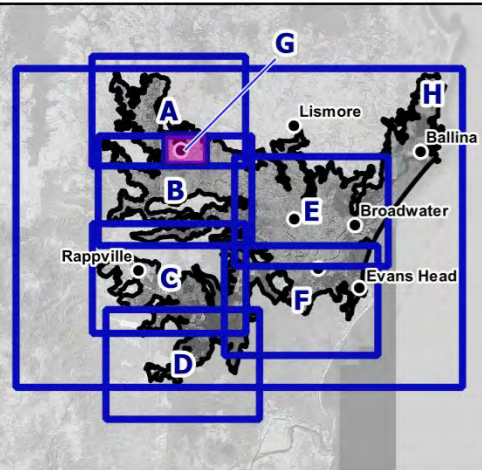 G
A
H
Lismore
Ballina
B
E
Broadwater
Rappville
C
Evans Head
F
D